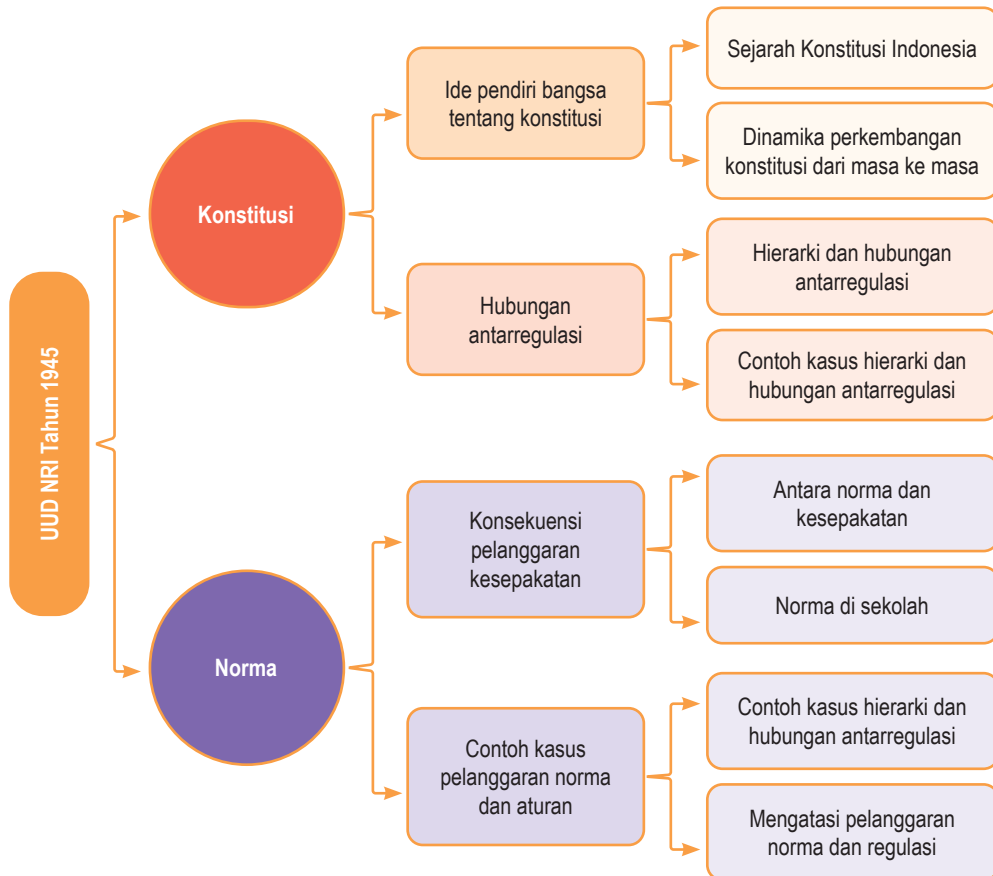 UUD NRI Tahun 1945
Konstitusi
Ide pendiri bangsa
tentang konstitusi
Sejarah Konstitusi Indonesia
Dinamika perkembangan
konstitusi dari masa ke masa
Hubungan
antarregulasi
Hierarki dan hubungan
antarregulasi
Contoh kasus hierarki dan
hubungan antarregulasi
Norma
Konsekuensi
pelanggaran
kesepakatan
Antara norma dan
kesepakatan
Norma di sekolah
Contoh kasus
pelanggaran norma
dan aturan
Contoh kasus hierarki dan
hubungan antarregulasi
Mengatasi pelanggaran
norma dan regulasi